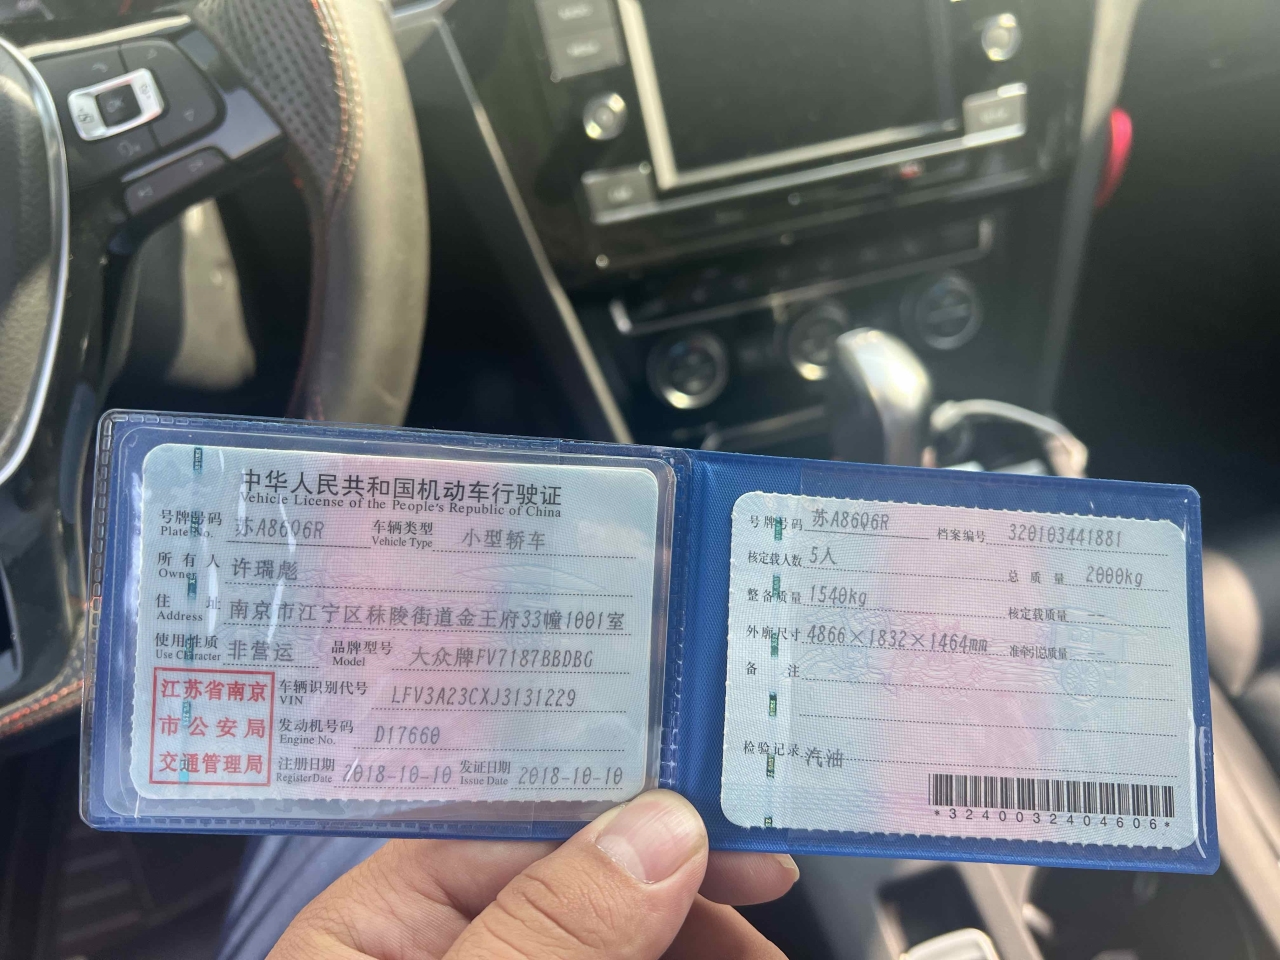 中华人民共和国机动车行驶证
Vehicle License of the People's Republic of China
号牌号码 苏A86Q6R 车辆类型 小型轿车
Plate No. Vehicle Type
所有人 许瑞彪
Owner
住址 南京市江宁区秣陵街道金王府33幢1001室
Address
使用性质 非营运 品牌型号 大众牌FV7187BBDBG
Use Character Model
江苏省南京
市公安局
交通管理局
车辆识别代号 LFV3A23CXJ3131229
VIN
发动机号码 D17660
Engine No.
注册日期 2018-10-10 发证日期 2018-10-10
Register Date Issue Date
号牌号码 苏A86Q6R 档案编号 320103441881
核定载人数 5人 总质量 2000kg
整备质量 1540kg 核定载质量 --
外廓尺寸 4866×1832×1464mm 准牵引总质量 --
备注
检验记录 汽油
*3240032404606*